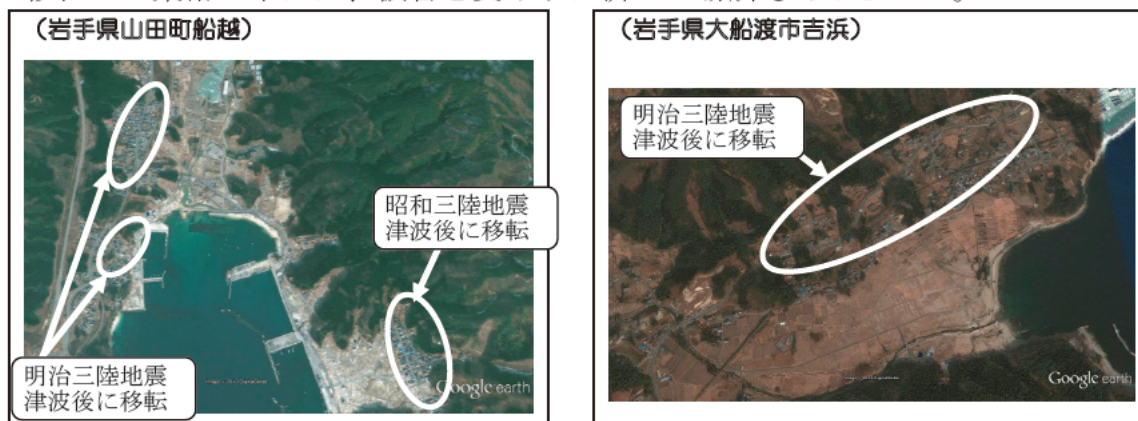 （岩手県山田町船越）
昭和三陸地震
津波後に移転
明治三陸地震
津波後に移転
Google earth
（岩手県大船渡市吉浜）
明治三陸地震
津波後に移転
Google earth